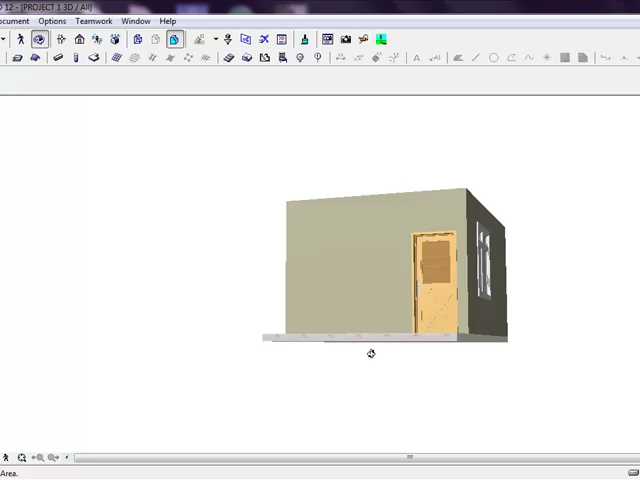 12 - [PROJECT 1 3D / All]
ocument Options Teamwork Window Help
A
Area.